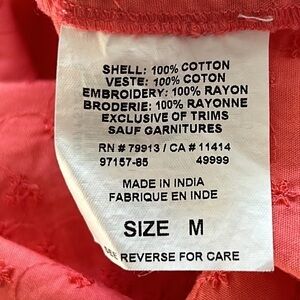 SHELL: 100% COTTON
VESTE: 100% COTON
EMBROIDERY: 100% RAYON
BRODERIE: 100% RAYONNE
EXCLUSIVE OF TRIMS
SAUF GARNITURES
RN # 79913 / CA # 11414
97157-85 49999
MADE IN INDIA
FABRIQUE EN INDE
SIZE M
SEE REVERSE FOR CARE